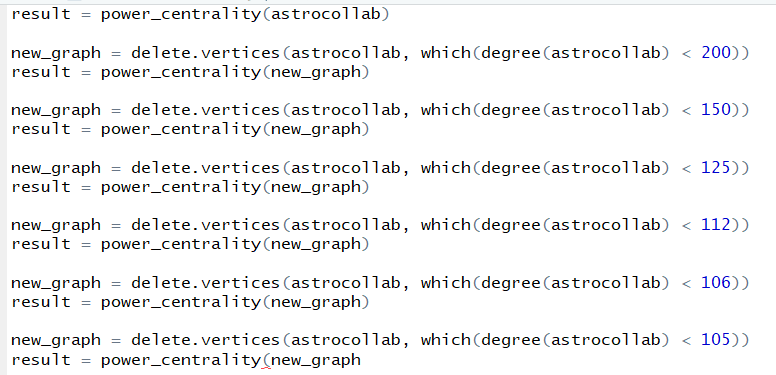 result = power_centrality(astrocollab)
new_graph = delete.vertices(astrocollab, which(degree(astrocollab) < 200))
result = power_centrality(new_graph)
new_graph = delete.vertices(astrocollab, which(degree(astrocollab) < 150))
result = power_centrality(new_graph)
new_graph = delete.vertices(astrocollab, which(degree(astrocollab) < 125))
result = power_centrality(new_graph)
new_graph = delete.vertices(astrocollab, which(degree(astrocollab) < 112))
result = power_centrality(new_graph)
new_graph = delete.vertices(astrocollab, which(degree(astrocollab) < 106))
result = power_centrality(new_graph)
new_graph = delete.vertices(astrocollab, which(degree(astrocollab) < 105))
result = power_centrality(new_graph